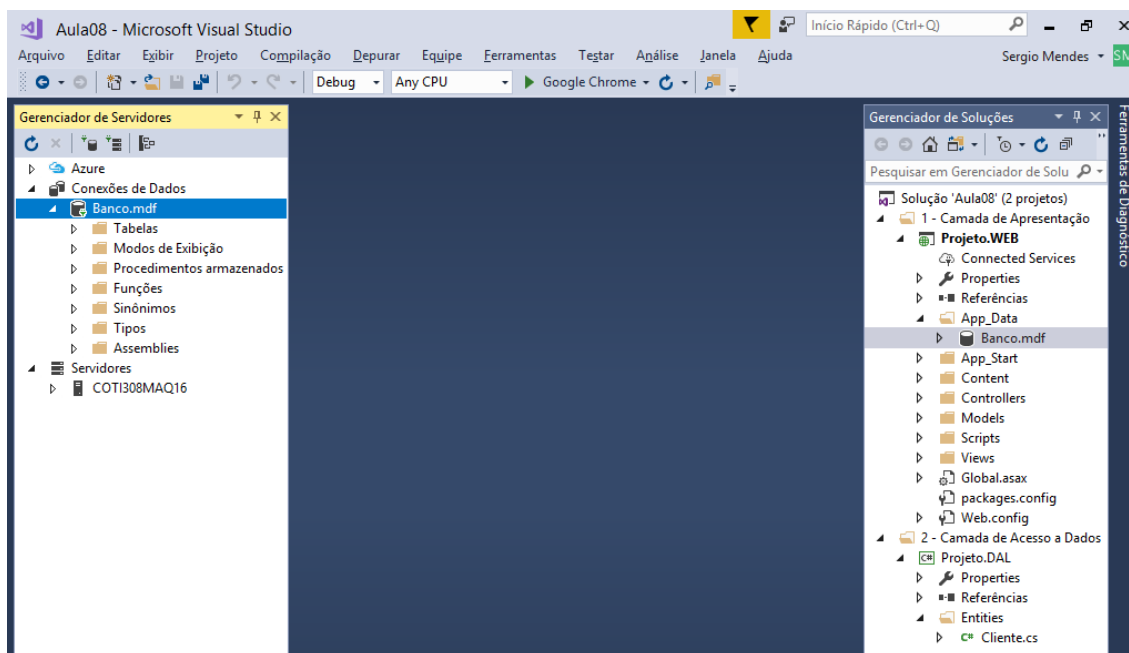 Aula08 - Microsoft Visual Studio
Início Rápido (Ctrl+Q)
Arquivo Editar Exibir Projeto Compilação Depurar Equipe Ferramentas Testar Análise Janela Ajuda
Sergio Mendes
Debug Any CPU Google Chrome
Gerenciador de Servidores
Azure
Conexões de Dados
Banco.mdf
Tabelas
Modos de Exibição
Procedimentos armazenados
Funções
Sinônimos
Tipos
Assemblies
Servidores
COTI308MAQ16
Gerenciador de Soluções
Pesquisar em Gerenciador de Solu
Solução 'Aula08' (2 projetos)
1 - Camada de Apresentação
Projeto.WEB
Connected Services
Properties
Referências
App_Data
Banco.mdf
App_Start
Content
Controllers
Models
Scripts
Views
Global.asax
packages.config
Web.config
2 - Camada de Acesso a Dados
Projeto.DAL
Properties
Referências
Entities
C# Cliente.cs
Ferramentas de Diagnóstico